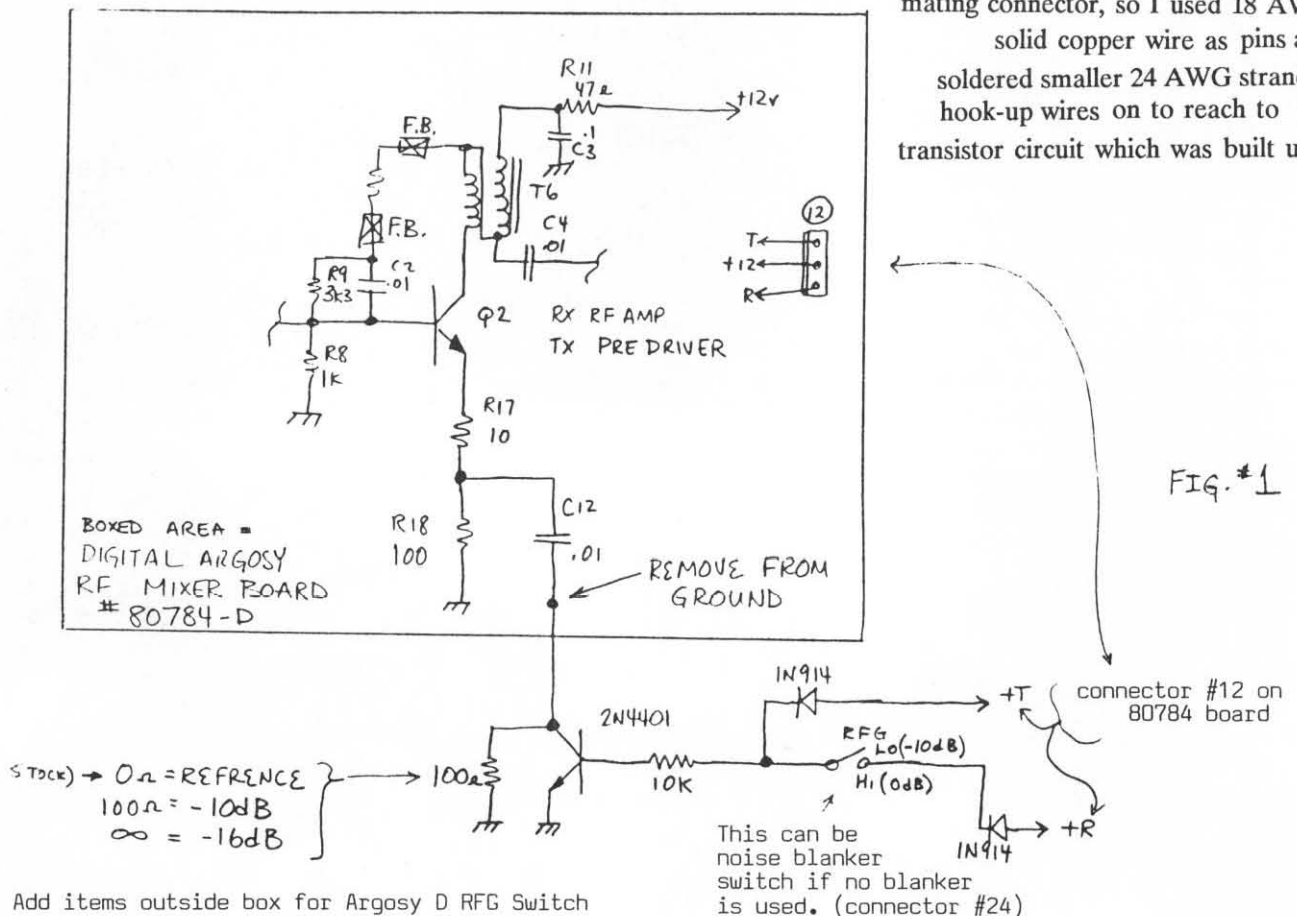 mating connector, so I used 18 AW
solid copper wire as pins a
soldered smaller 24 AWG stran
hook-up wires on to reach to
transistor circuit which was built u
R11
47Ω
+12v
F.B.
.1
C3
T6
F.B.
C4
.01
12
T
+12
R
R9
3K3
C2
.01
Q2
RX RF AMP
TX PRE DRIVER
R8
1K
R17
10
FIG. #1
C12
.01
R18
100
BOXED AREA =
DIGITAL ARGOSY
RF MIXER BOARD
# 80784-D
REMOVE FROM
GROUND
1N914
+T
connector #12 on
80784 board
2N4401
RFG
Lo(-10dB)
HI (0dB)
10K
STOCK) → 0Ω = REFRENCE
100Ω = -10dB
∞ = -16dB
100Ω
1N914
+R
This can be
noise blanker
switch if no blanker
is used. (connector #24)
Add items outside box for Argosy D RFG Switch